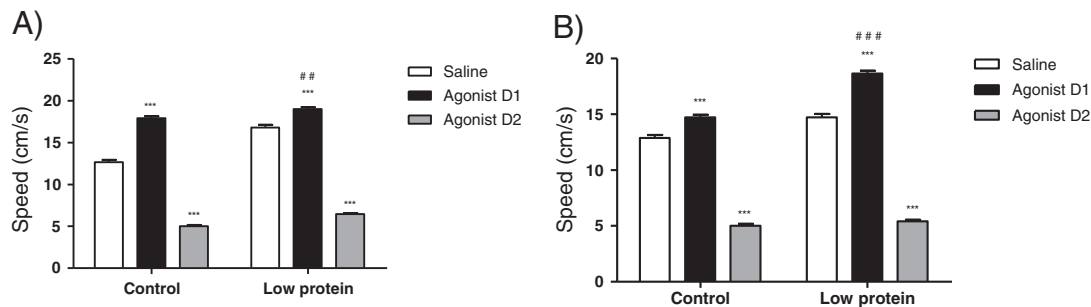 A)
Speed (cm/s)
25
20
15
10
5
0
***
***
# #
***
***
Control
Low protein
Saline
Agonist D1
Agonist D2
B)
Speed (cm/s)
20
15
10
5
0
***
***
# # #
***
***
Control
Low protein
Saline
Agonist D1
Agonist D2